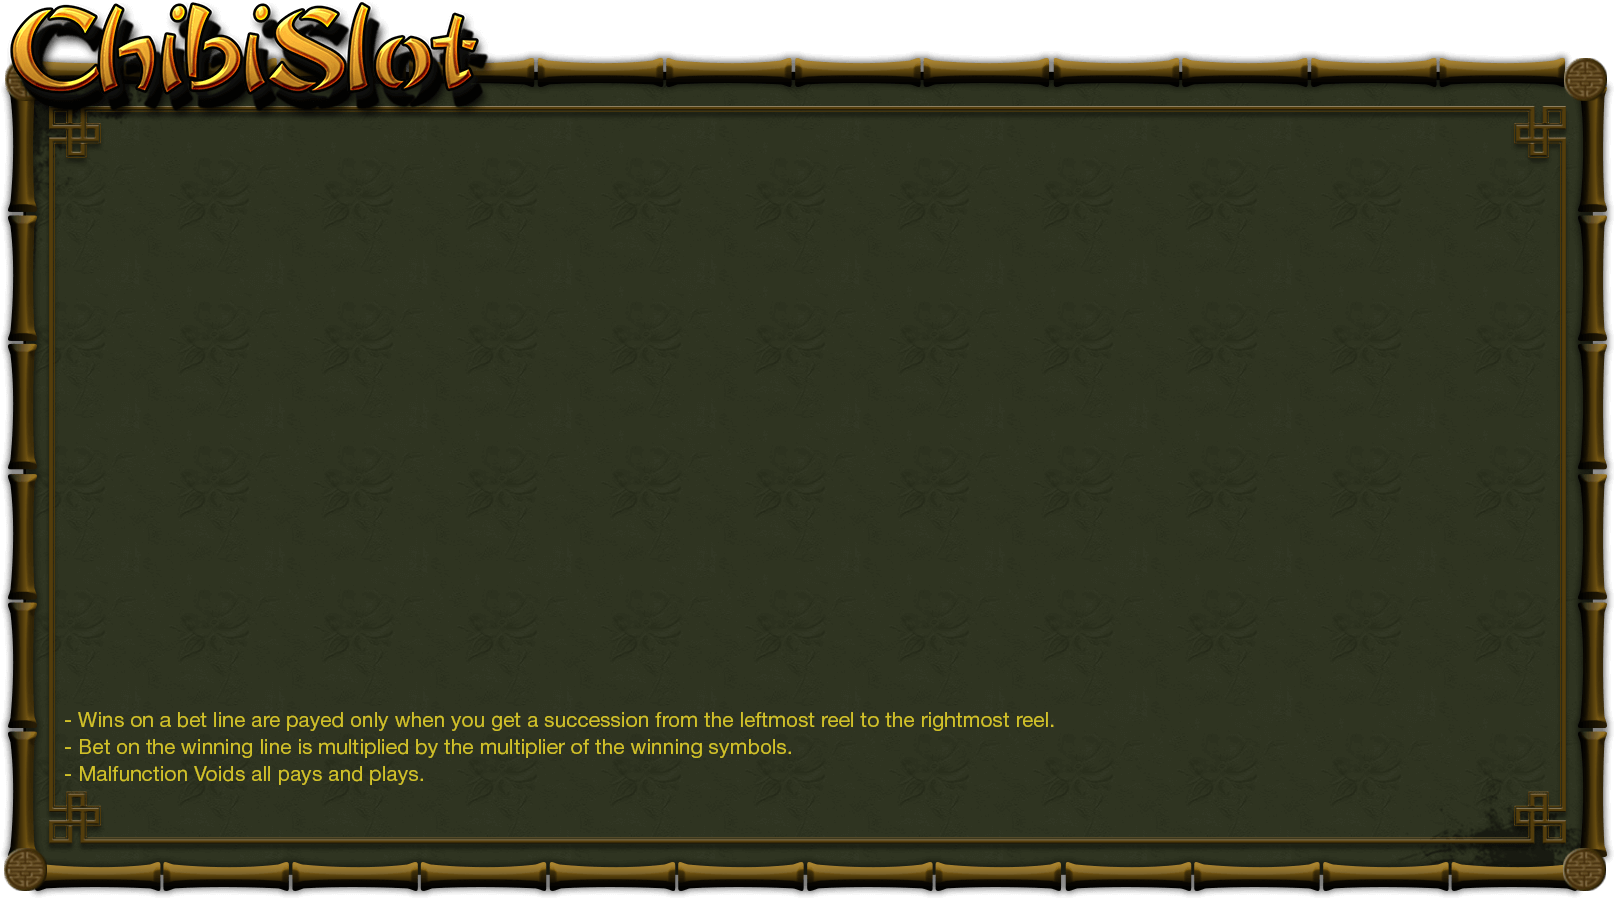 ChibiSlot
- Wins on a bet line are payed only when you get a succession from the leftmost reel to the rightmost reel.
- Bet on the winning line is multiplied by the multiplier of the winning symbols.
- Malfunction Voids all pays and plays.